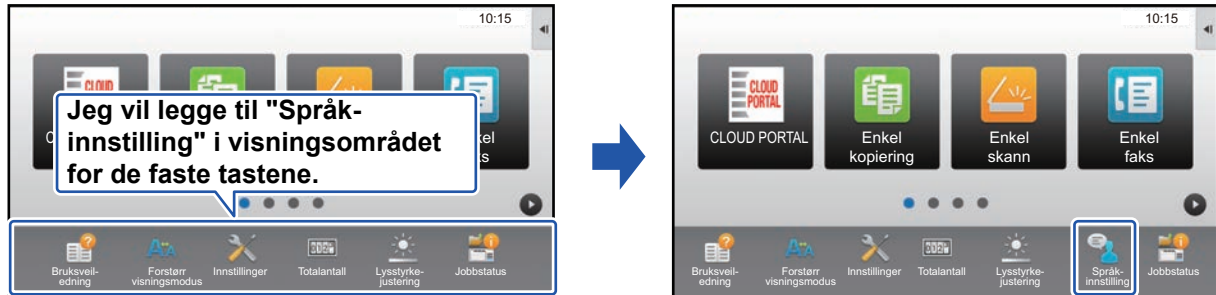 10:15
CLOUD
Jeg vil legge til "Språk-
innstilling" i visningsområdet
for de faste tastene.
Bruksveil-
edning
Forstørr
visningsmodus
Innstillinger
Totalantall
Lysstyrke-
justering
Jobbstatus
10:15
CLOUD
PORTAL
CLOUD PORTAL
Enkel
kopiering
Enkel
skann
Enkel
faks
Bruksveil-
edning
Forstørr
visningsmodus
Innstillinger
Totalantall
Lysstyrke-
justering
Språk-
innstilling
Jobbstatus